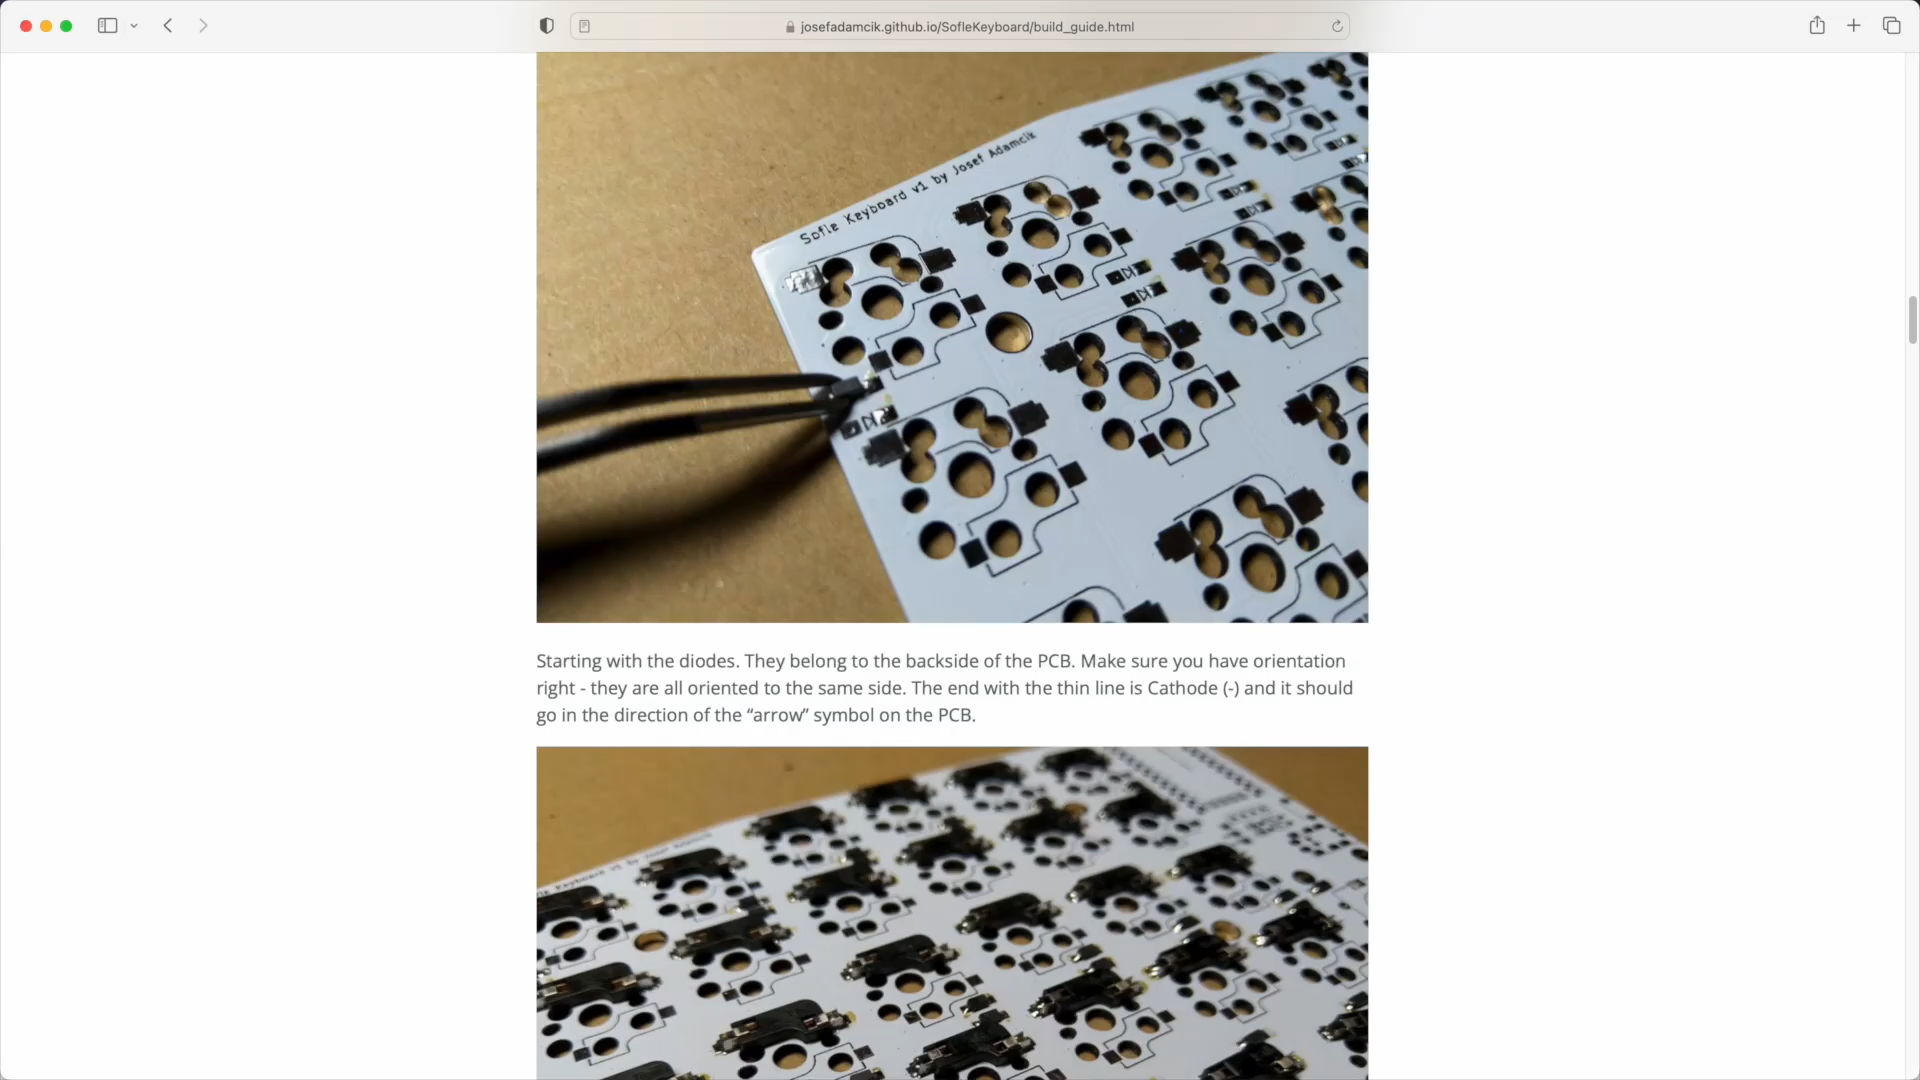 josefadamcik.github.io/SofleKeyboard/build_guide.html
Sofle Keyboard v1 by Josef Adamcik
Starting with the diodes. They belong to the backside of the PCB. Make sure you have orientation
right - they are all oriented to the same side. The end with the thin line is Cathode (-) and it should
go in the direction of the “arrow” symbol on the PCB.